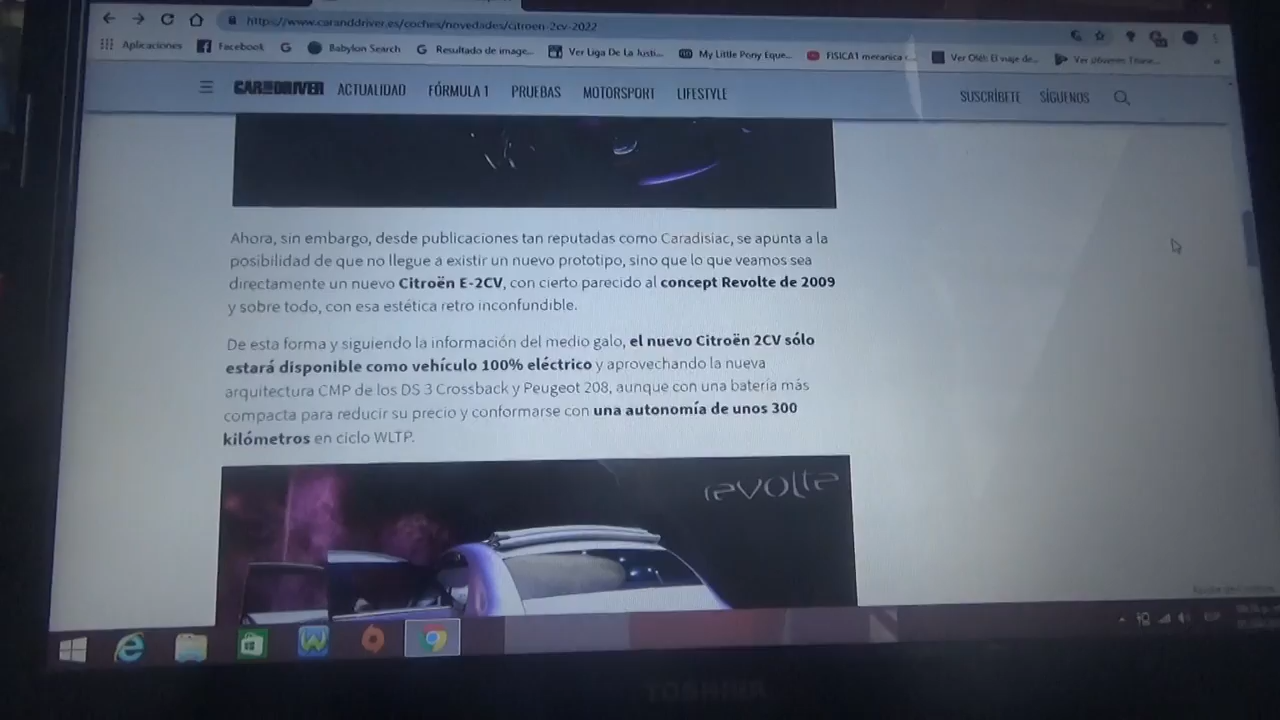 https://www.caranddriver.es/coches/novedades/citroen-2cv-2022
Aplicaciones Facebook Babylon Search Resultado de image... Ver Liga De La Justi... My Little Pony Eque... FISICA1 meranica c... Ver Olé!: El viaje de...
CAR AND DRIVER ACTUALIDAD FÓRMULA 1 PRUEBAS MOTORSPORT LIFESTYLE SUSCRÍBETE SÍGUENOS
Ahora, sin embargo, desde publicaciones tan reputadas como Caradisiac, se apunta a la
posibilidad de que no llegue a existir un nuevo prototipo, sino que lo que veamos sea
directamente un nuevo Citroën E-2CV, con cierto parecido al concept Revolte de 2009
y sobre todo, con esa estética retro inconfundible.
De esta forma y siguiendo la información del medio galo, el nuevo Citroën 2CV sólo
estará disponible como vehículo 100% eléctrico y aprovechando la nueva
arquitectura CMP de los DS 3 Crossback y Peugeot 208, aunque con una batería más
compacta para reducir su precio y conformarse con una autonomía de unos 300
kilómetros en ciclo WLTP.
revolte
TOSHIBA